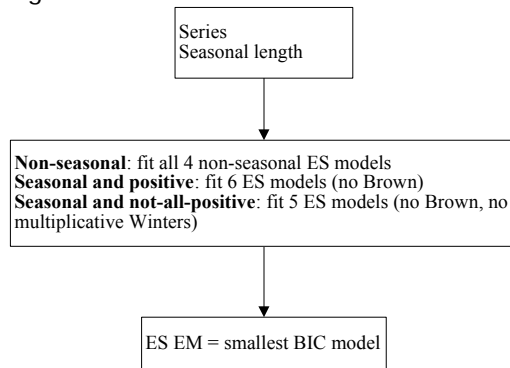 Series
Seasonal length
Non-seasonal: fit all 4 non-seasonal ES models
Seasonal and positive: fit 6 ES models (no Brown)
Seasonal and not-all-positive: fit 5 ES models (no Brown, no
multiplicative Winters)
ES EM = smallest BIC model